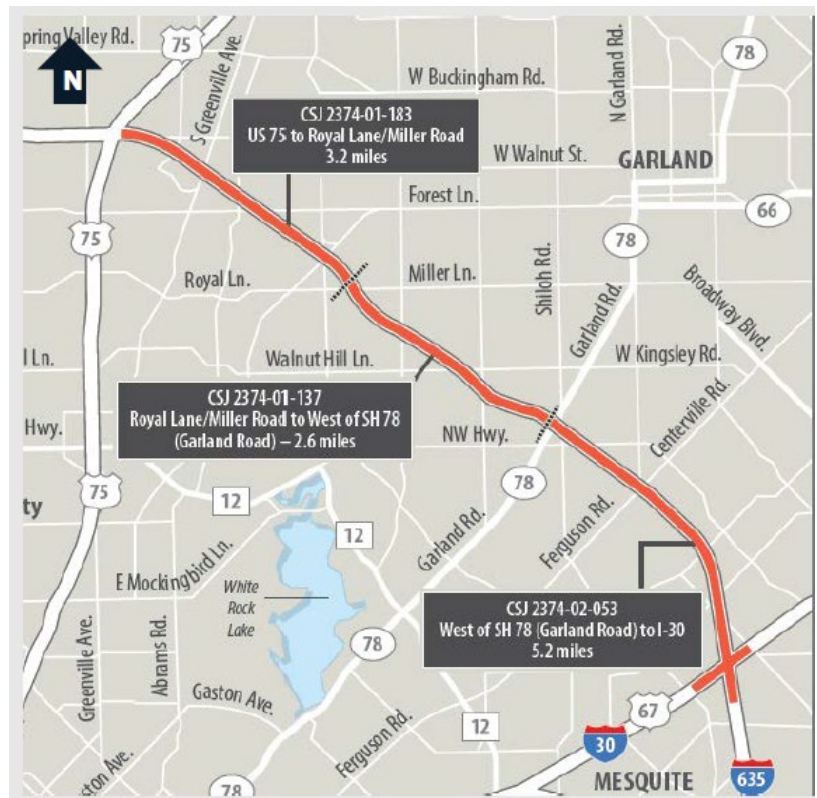 pring Valley Rd.
75
S Greenville Ave.
N Garland Rd.
78
N
W Buckingham Rd.
CSJ 2374-01-183
US 75 to Royal Lane/Miller Road
3.2 miles
W Walnut St.
GARLAND
Forest Ln.
66
75
78
Royal Ln.
Miller Ln.
Shiloh Rd.
Garland Rd.
Broadway Blvd.
l Ln.
Walnut Hill Ln.
W Kingsley Rd.
CSJ 2374-01-137
Royal Lane/Miller Road to West of SH 78
(Garland Road) – 2.6 miles
Hwy.
NW Hwy.
Centerville Rd.
75
78
ty
12
12
Garland Rd.
Ferguson Rd.
E Mockingbird Ln.
White
Rock
Lake
CSJ 2374-02-053
West of SH 78 (Garland Road) to I-30
5.2 miles
Greenville Ave.
Abrams Rd.
78
Gaston Ave.
Ferguson Rd.
12
67
30
ston Ave.
78
MESQUITE
635